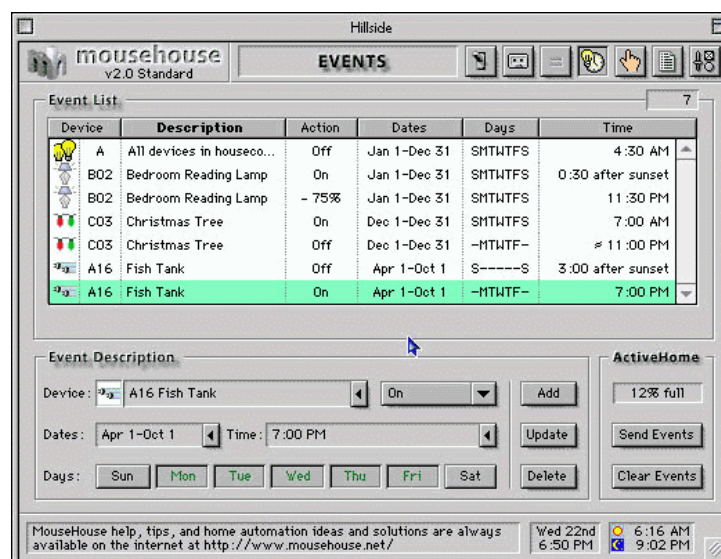 Hillside
mousehouse
v2.0 Standard
EVENTS
Event List 7
Device Description Action Dates Days Time
A All devices in houseco... Off Jan 1-Dec 31 SMTWTFS 4:30 AM
B02 Bedroom Reading Lamp On Jan 1-Dec 31 SMTWTFS 0:30 after sunset
B02 Bedroom Reading Lamp - 75% Jan 1-Dec 31 SMTWTFS 11:30 PM
C03 Christmas Tree On Dec 1-Dec 31 SMTWTFS 7:00 AM
C03 Christmas Tree Off Dec 1-Dec 31 -MTWTF- ≈ 11:00 PM
A16 Fish Tank Off Apr 1-Oct 1 S-----S 3:00 after sunset
A16 Fish Tank On Apr 1-Oct 1 -MTWTF- 7:00 PM
Event Description ActiveHome
Device: A16 Fish Tank On Add 12% full
Dates: Apr 1-Oct 1 Time: 7:00 PM Update Send Events
Days: Sun Mon Tue Wed Thu Fri Sat Delete Clear Events
MouseHouse help, tips, and home automation ideas and solutions are always Wed 22nd 6:16 AM
available on the internet at http://www.mousehouse.net/ 6:50 PM 9:02 PM